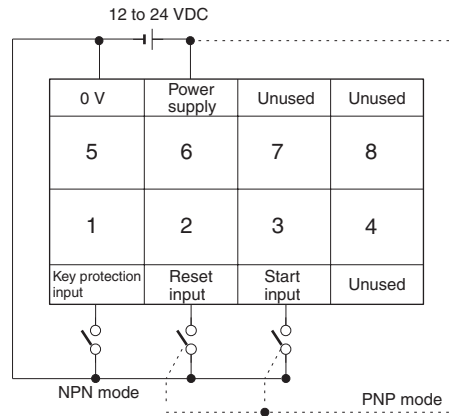 12 to 24 VDC
0 V
Power
supply
Unused
Unused
5
6
7
8
1
2
3
4
Key protection
input
Reset
input
Start
input
Unused
NPN mode
PNP mode